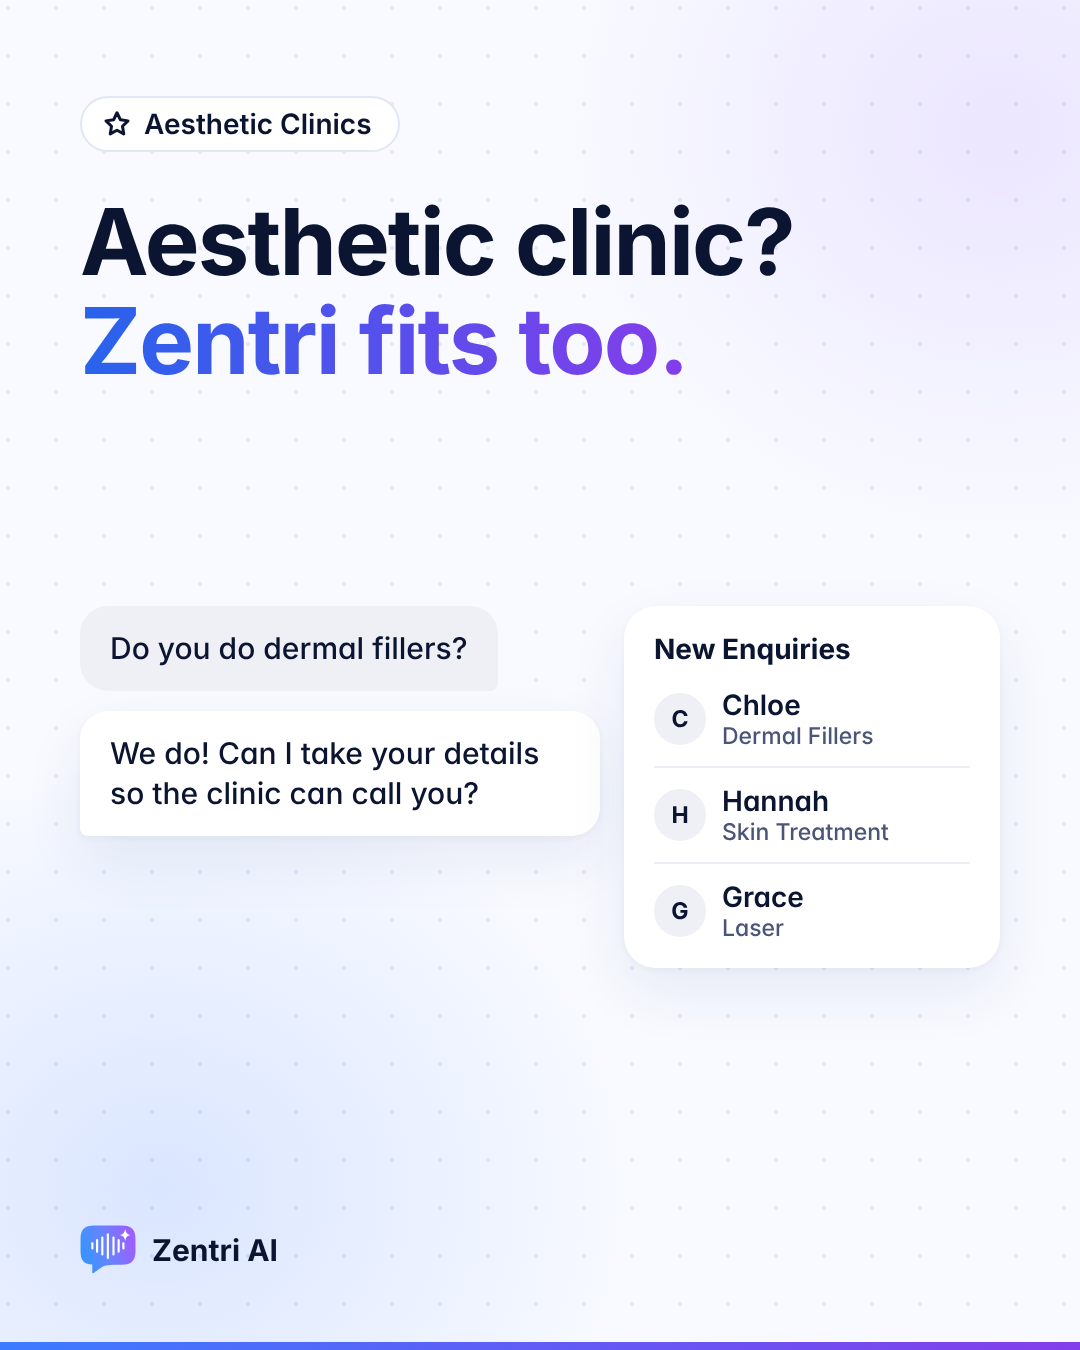 Aesthetic Clinics
Aesthetic clinic?
Zentri fits too.
Do you do dermal fillers?
We do! Can I take your details
so the clinic can call you?
New Enquiries
C
Chloe
Dermal Fillers
H
Hannah
Skin Treatment
G
Grace
Laser
Zentri AI